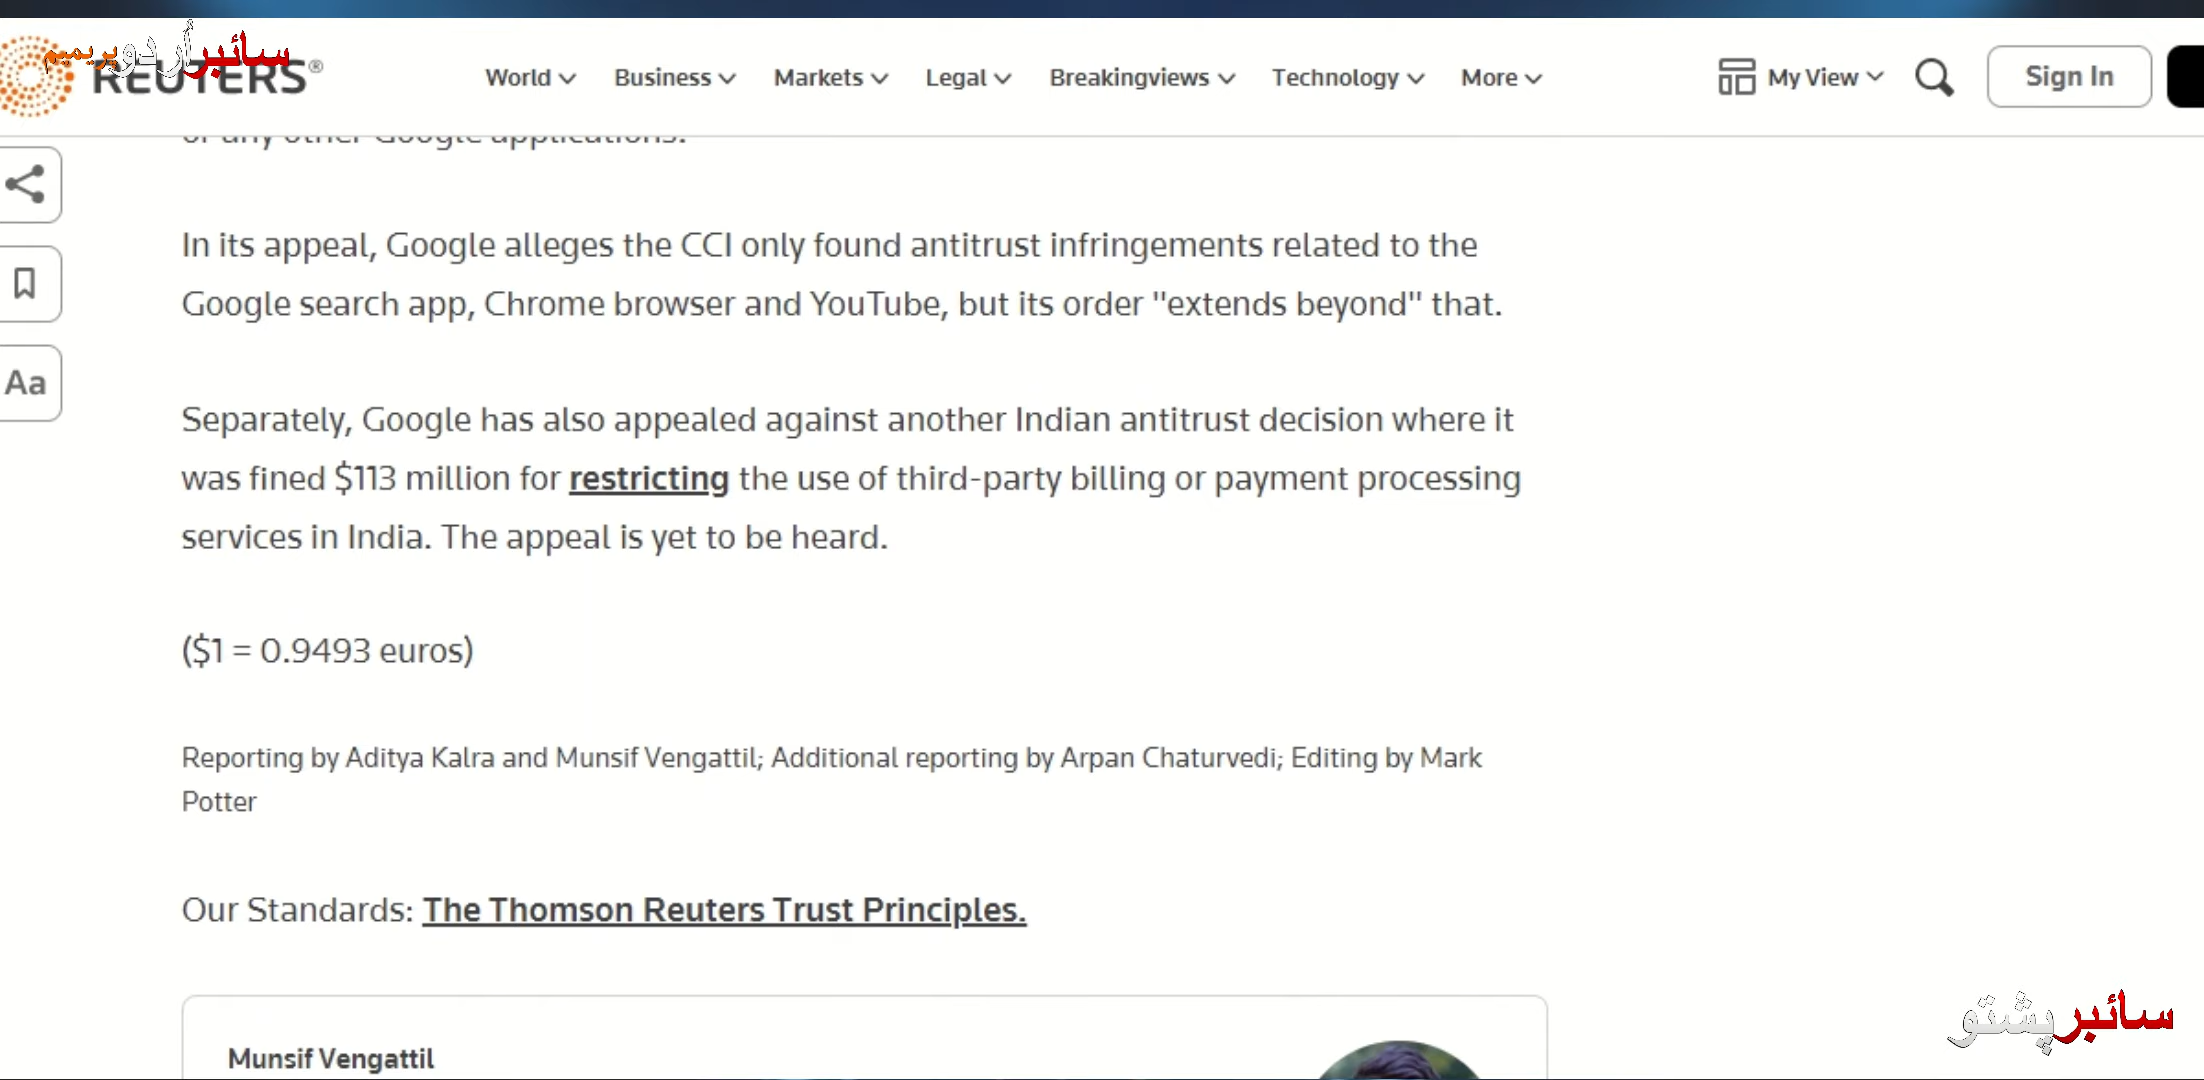 سائبر اُردو پریمیم
REUTERS®
World Business Markets Legal Breakingviews Technology More My View Sign In
or any other Google applications.
In its appeal, Google alleges the CCI only found antitrust infringements related to the
Google search app, Chrome browser and YouTube, but its order "extends beyond" that.
Aa
Separately, Google has also appealed against another Indian antitrust decision where it
was fined $113 million for restricting the use of third-party billing or payment processing
services in India. The appeal is yet to be heard.
($1 = 0.9493 euros)
Reporting by Aditya Kalra and Munsif Vengattil; Additional reporting by Arpan Chaturvedi; Editing by Mark
Potter
Our Standards: The Thomson Reuters Trust Principles.
سائبر پشتو
Munsif Vengattil